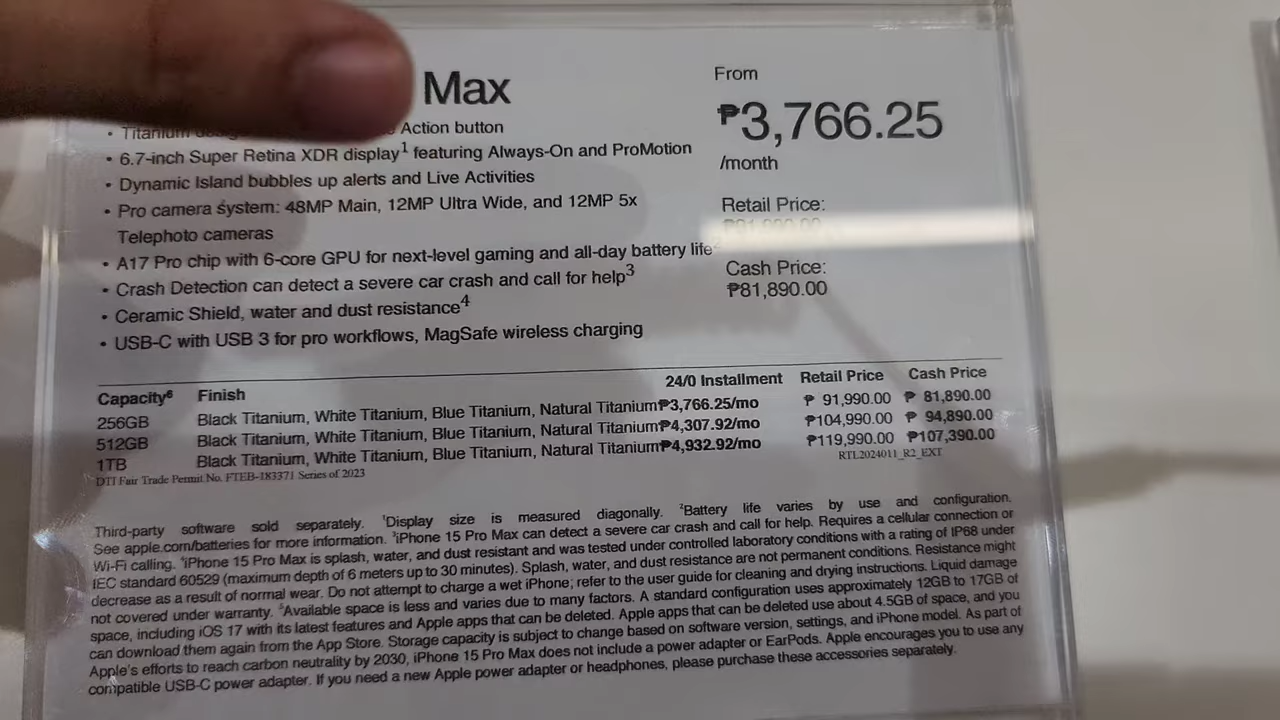 Max
From
₱3,766.25
/month
• Titanium Action button
• 6.7-inch Super Retina XDR display¹ featuring Always-On and ProMotion
• Dynamic Island bubbles up alerts and Live Activities
• Pro camera system: 48MP Main, 12MP Ultra Wide, and 12MP 5x
Telephoto cameras
• A17 Pro chip with 6-core GPU for next-level gaming and all-day battery life²
• Crash Detection can detect a severe car crash and call for help³
• Ceramic Shield, water and dust resistance⁴
• USB-C with USB 3 for pro workflows, MagSafe wireless charging
Retail Price:
Cash Price:
₱81,890.00
Capacity⁶ Finish 24/0 Installment Retail Price Cash Price
256GB Black Titanium, White Titanium, Blue Titanium, Natural Titanium ₱3,766.25/mo ₱ 91,990.00 ₱ 81,890.00
512GB Black Titanium, White Titanium, Blue Titanium, Natural Titanium ₱4,307.92/mo ₱104,990.00 ₱ 94,890.00
1TB Black Titanium, White Titanium, Blue Titanium, Natural Titanium ₱4,932.92/mo ₱119,990.00 ₱107,390.00
DTI Fair Trade Permit No. FTEB-183371 Series of 2023 RTL2024011_R2_EXT
Third-party software sold separately. ¹Display size is measured diagonally. ²Battery life varies by use and configuration.
See apple.com/batteries for more information. ³iPhone 15 Pro Max can detect a severe car crash and call for help. Requires a cellular connection or
Wi-Fi calling. ⁴iPhone 15 Pro Max is splash, water, and dust resistant and was tested under controlled laboratory conditions with a rating of IP68 under
IEC standard 60529 (maximum depth of 6 meters up to 30 minutes). Splash, water, and dust resistance are not permanent conditions. Resistance might
decrease as a result of normal wear. Do not attempt to charge a wet iPhone; refer to the user guide for cleaning and drying instructions. Liquid damage
not covered under warranty. ⁵Available space is less and varies due to many factors. A standard configuration uses approximately 12GB to 17GB of
space, including iOS 17 with its latest features and Apple apps that can be deleted. Apple apps that can be deleted use about 4.5GB of space, and you
can download them again from the App Store. Storage capacity is subject to change based on software version, settings, and iPhone model. As part of
Apple's efforts to reach carbon neutrality by 2030, iPhone 15 Pro Max does not include a power adapter or EarPods. Apple encourages you to use any
compatible USB-C power adapter. If you need a new Apple power adapter or headphones, please purchase these accessories separately.